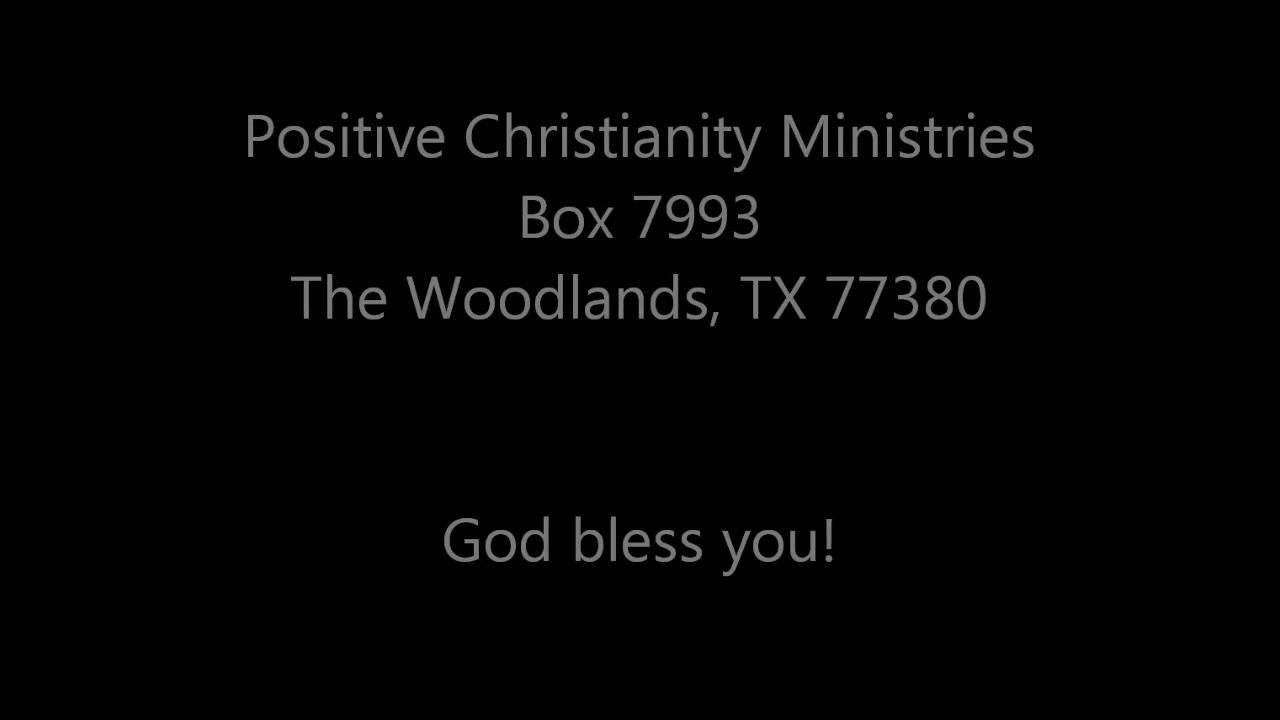 Positive Christianity Ministries
Box 7993
The Woodlands, TX 77380
God bless you!